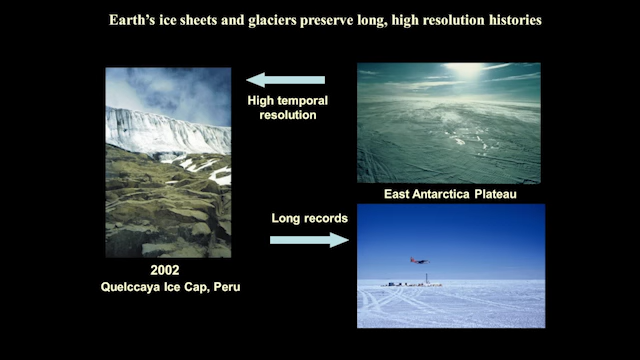 Earth's ice sheets and glaciers preserve long, high resolution histories
High temporal
resolution
East Antarctica Plateau
Long records
2002
Quelccaya Ice Cap, Peru